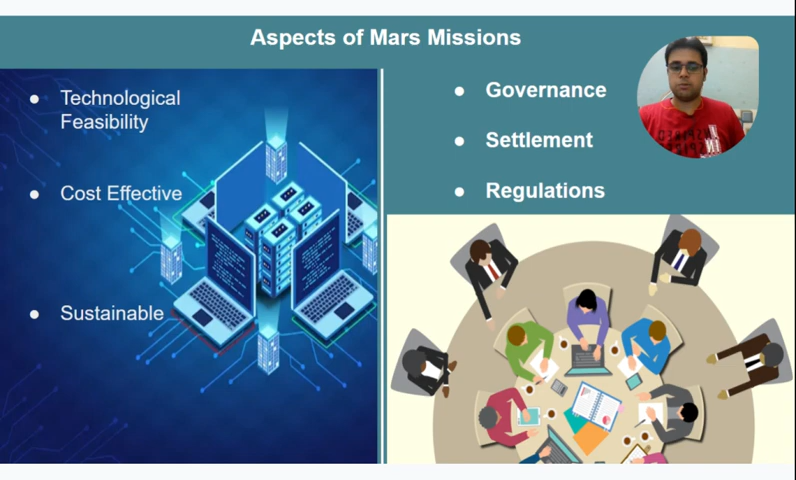 Aspects of Mars Missions
● Technological
Feasibility
● Cost Effective
● Sustainable
● Governance
● Settlement
● Regulations